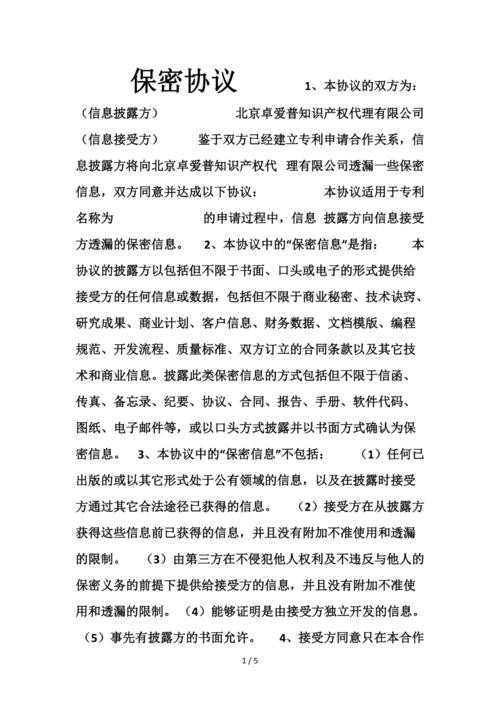 保密协议 1、本协议的双方为：
（信息披露方） 北京卓爱普知识产权代理有限公司
（信息接受方） 鉴于双方已经建立专利申请合作关系，信
息披露方将向北京卓爱普知识产权代 理有限公司透漏一些保密
信息，双方同意并达成以下协议： 本协议适用于专利
名称为 的申请过程中，信息 披露方向信息接受
方透漏的保密信息。 2、本协议中的“保密信息”是指： 本
协议的披露方以包括但不限于书面、口头或电子的形式提供给
接受方的任何信息或数据，包括但不限于商业秘密、技术诀窍、
研究成果、商业计划、客户信息、财务数据、文档模版、编程
规范、开发流程、质量标准、双方订立的合同条款以及其它技
术和商业信息。披露此类保密信息的方式包括但不限于信函、
传真、备忘录、纪要、协议、合同、报告、手册、软件代码、
图纸、电子邮件等，或以口头方式披露并以书面方式确认为保
密信息。 3、本协议中的“保密信息”不包括： （1）任何已
出版的或以其它形式处于公有领域的信息，以及在披露时接受
方通过其它合法途径已获得的信息。 （2）接受方在从披露方
获得这些信息前已获得的信息，并且没有附加不准使用和透漏
的限制。 （3）由第三方在不侵犯他人权利及不违反与他人的
保密义务的前提下提供给接受方的信息，并且没有附加不准使
用和透漏的限制。（4）能够证明是由接受方独立开发的信息。
（5）事先有披露方的书面允许。 4、接受方同意只在本合作
1 / 5